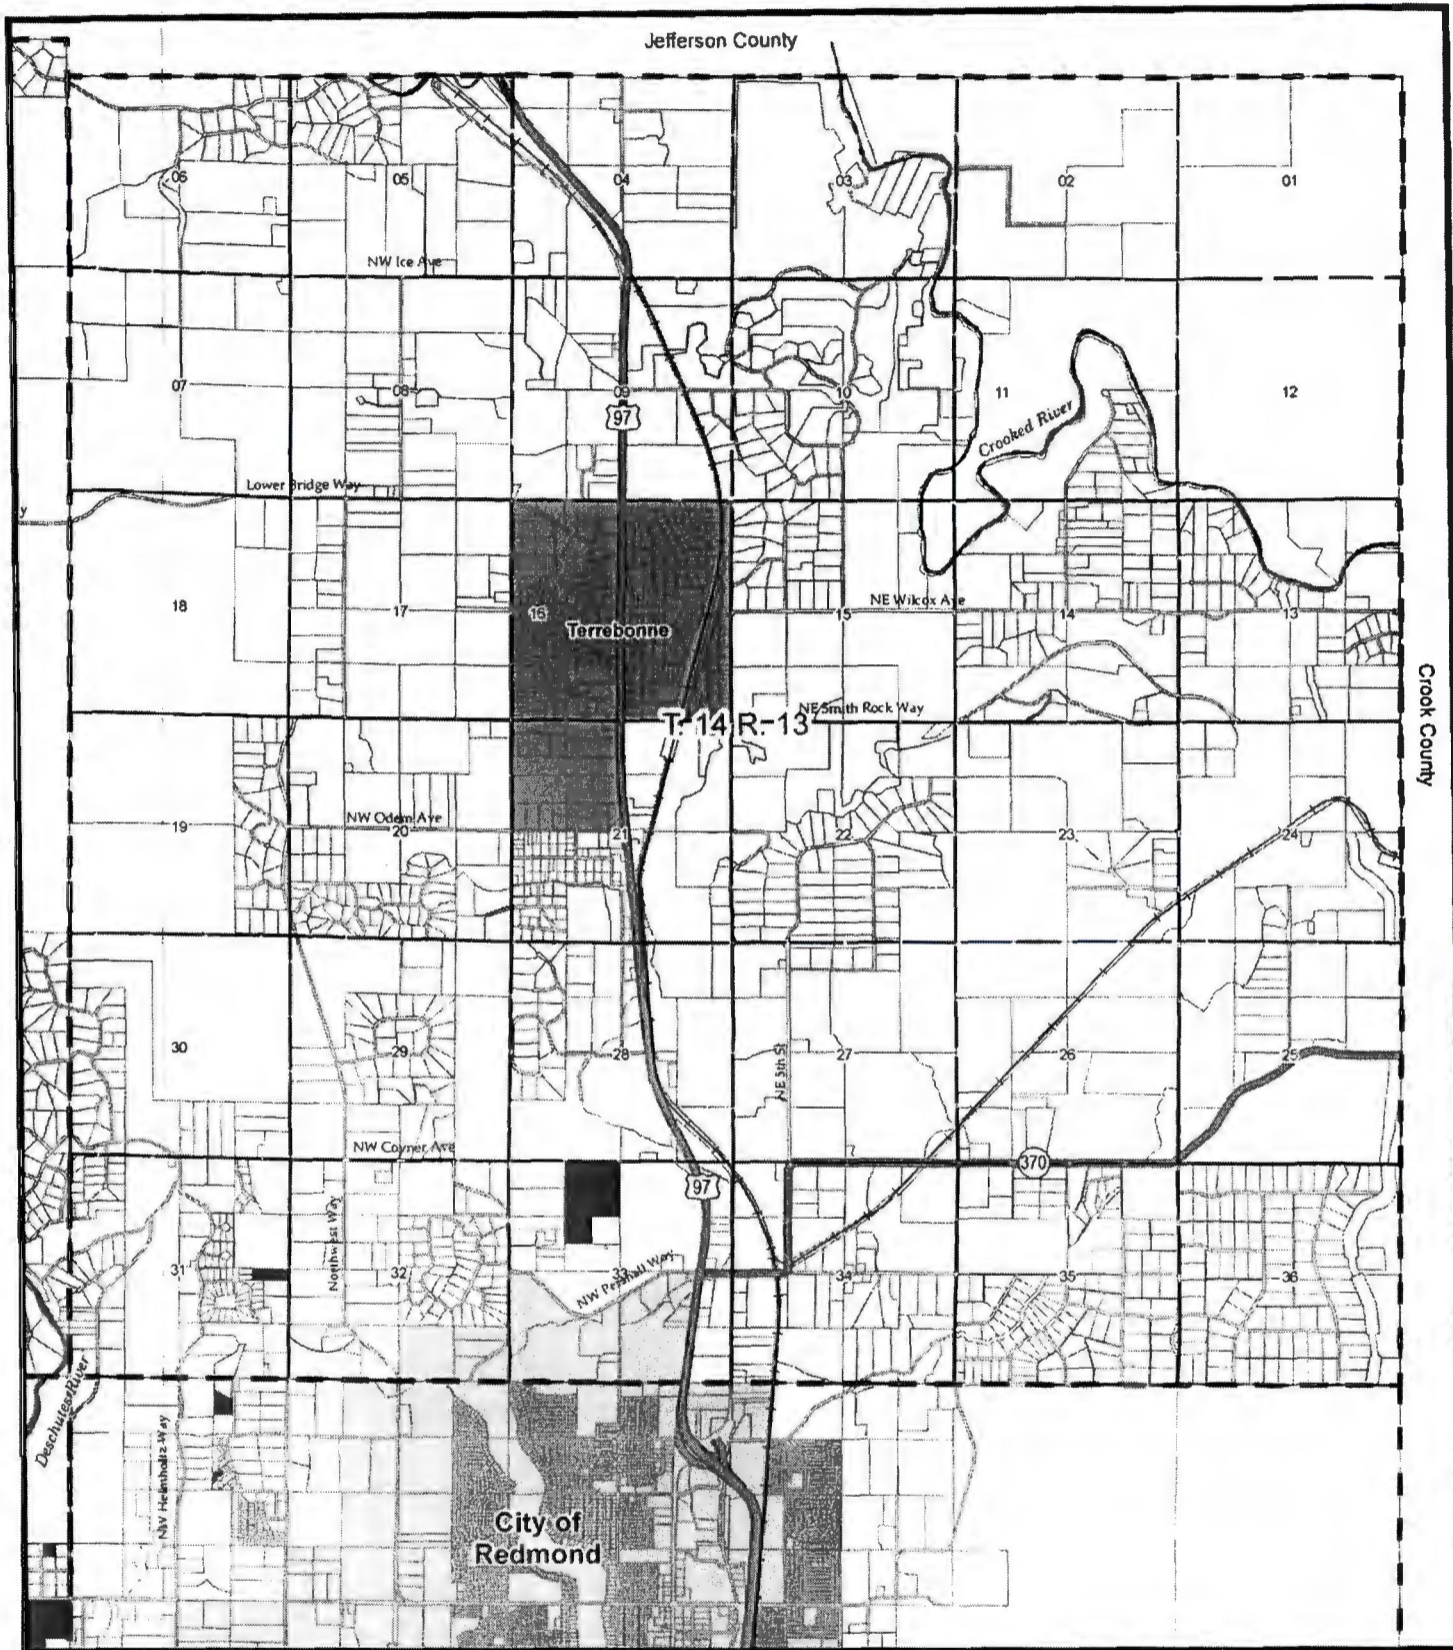 Jefferson County
06
05
04
03
02
01
NW Ice Ave
07
08
09
10
11
12
97
Crooked River
Lower Bridge Way
7
y
18
17
16
15
14
13
NE Wilcox Ave
Terrebonne
NE Smith Rock Way
T. 14 R. 13
Crook County
19
NW Odem Ave
20
21
22
23
24
30
29
28
27
26
25
NE 5th St
NW Coyner Ave
370
97
Northwest Way
31
32
33
34
35
36
NW Pershall Way
Deschutes River
NW Helmholtz Way
City of
Redmond